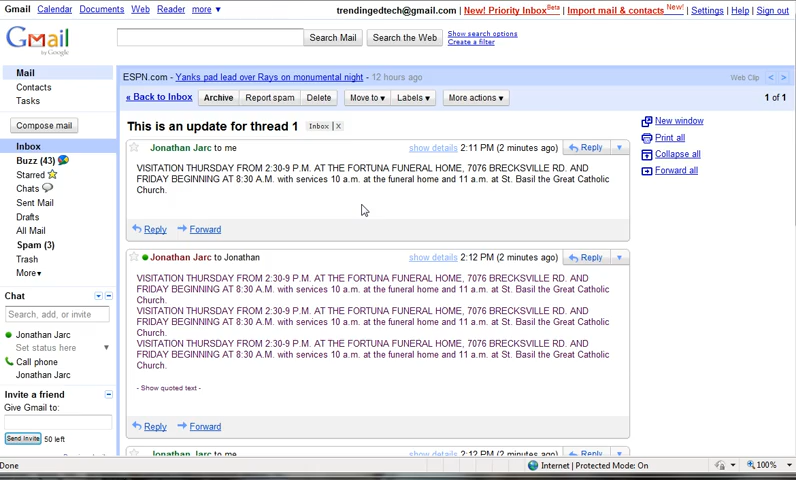 Gmail Calendar Documents Web Reader more ▼
trendingedtech@gmail.com | New! Priority Inbox Beta | Import mail & contacts New! | Settings | Help | Sign out
Gmail by Google
Search Mail Search the Web Show search options
Create a filter
Mail
Contacts
Tasks
Compose mail
Inbox
Buzz (43)
Starred
Chats
Sent Mail
Drafts
All Mail
Spam (3)
Trash
More▼
Chat
Search, add, or invite
Jonathan Jarc
Set status here
Call phone
Jonathan Jarc
Invite a friend
Give Gmail to:
Send Invite 50 left
ESPN.com - Yanks pad lead over Rays on monumental night - 12 hours ago Web Clip < >
« Back to Inbox Archive Report spam Delete Move to ▼ Labels ▼ More actions ▼ 1 of 1
This is an update for thread 1 Inbox | X
Jonathan Jarc to me show details 2:11 PM (2 minutes ago) Reply
VISITATION THURSDAY FROM 2:30-9 P.M. AT THE FORTUNA FUNERAL HOME, 7076 BRECKSVILLE RD. AND
FRIDAY BEGINNING AT 8:30 A.M. with services 10 a.m. at the funeral home and 11 a.m. at St. Basil the Great Catholic
Church.
Reply Forward
Jonathan Jarc to Jonathan show details 2:12 PM (2 minutes ago) Reply
VISITATION THURSDAY FROM 2:30-9 P.M. AT THE FORTUNA FUNERAL HOME, 7076 BRECKSVILLE RD. AND
FRIDAY BEGINNING AT 8:30 A.M. with services 10 a.m. at the funeral home and 11 a.m. at St. Basil the Great Catholic
Church.
VISITATION THURSDAY FROM 2:30-9 P.M. AT THE FORTUNA FUNERAL HOME, 7076 BRECKSVILLE RD. AND
FRIDAY BEGINNING AT 8:30 A.M. with services 10 a.m. at the funeral home and 11 a.m. at St. Basil the Great Catholic
Church.
VISITATION THURSDAY FROM 2:30-9 P.M. AT THE FORTUNA FUNERAL HOME, 7076 BRECKSVILLE RD. AND
FRIDAY BEGINNING AT 8:30 A.M. with services 10 a.m. at the funeral home and 11 a.m. at St. Basil the Great Catholic
Church.
- Show quoted text -
Reply Forward
Jonathan Jarc to me show details 2:12 PM (2 minutes ago) Reply
New window
Print all
Collapse all
Forward all
Done Internet | Protected Mode: On 100%